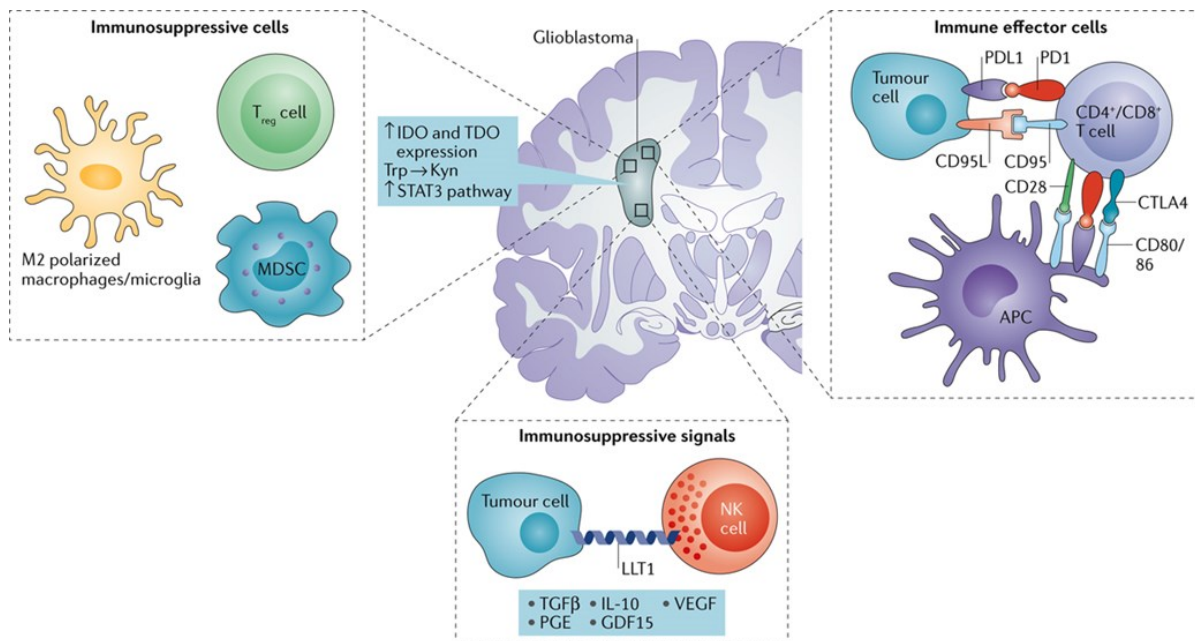 Immunosuppressive cells
Treg cell
M2 polarized
macrophages/microglia
MDSC
Glioblastoma
↑IDO and TDO
expression
Trp→Kyn
↑STAT3 pathway
Immune effector cells
PDL1 PD1
Tumour
cell
CD4⁺/CD8⁺
T cell
CD95L CD95
CD28
CTLA4
CD80/
86
APC
Immunosuppressive signals
Tumour cell
NK
cell
LLT1
• TGFβ • IL-10 • VEGF
• PGE • GDF15